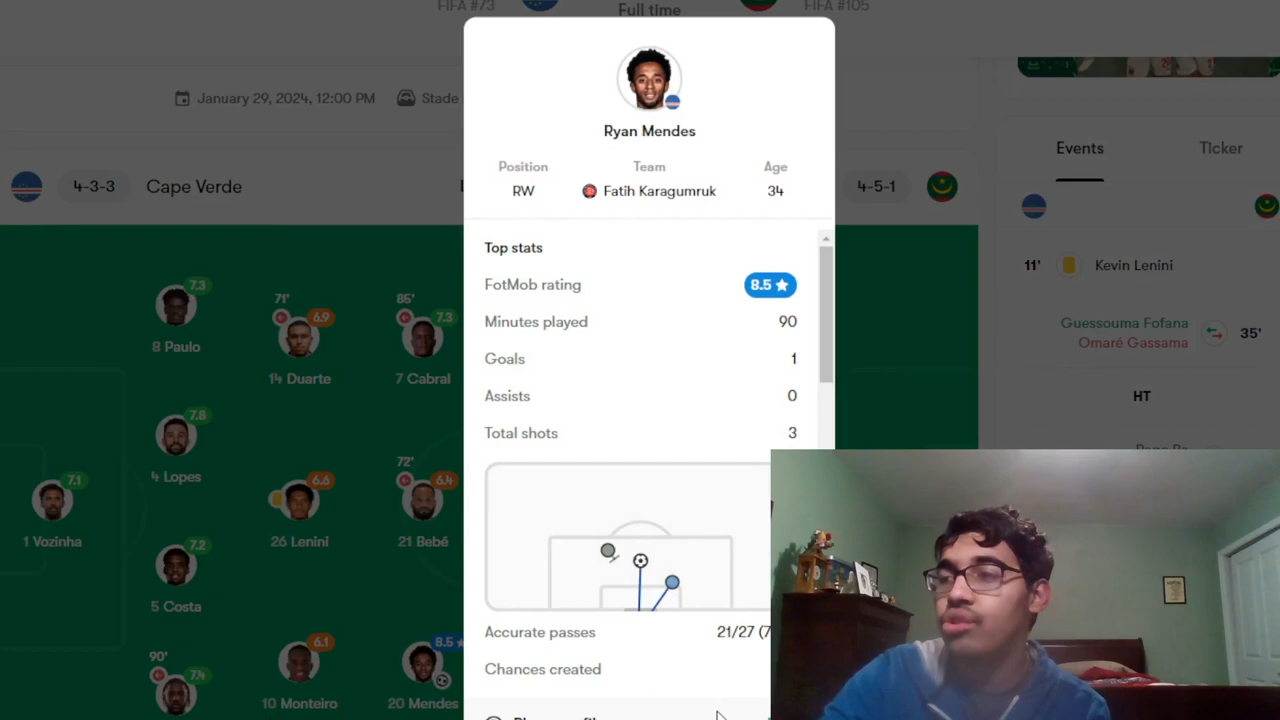 FIFA #73
Full time
FIFA #105
January 29, 2024, 12:00 PM
Stade
4-3-3
Cape Verde
4-5-1
7.3
8 Paulo
71'
6.9
14 Duarte
85'
7.3
7 Cabral
7.8
4 Lopes
7.1
1 Vozinha
6.6
26 Lenini
72'
6.4
21 Bebé
7.2
5 Costa
90'
7.4
6.1
10 Monteiro
8.5
20 Mendes
Ryan Mendes
Position
Team
Age
RW
Fatih Karagumruk
34
Top stats
FotMob rating
8.5
Minutes played
90
Goals
1
Assists
0
Total shots
3
Accurate passes
21/27 (7
Chances created
Events
Ticker
11'
Kevin Lenini
Guessouma Fofana
Omaré Gassama
35'
HT